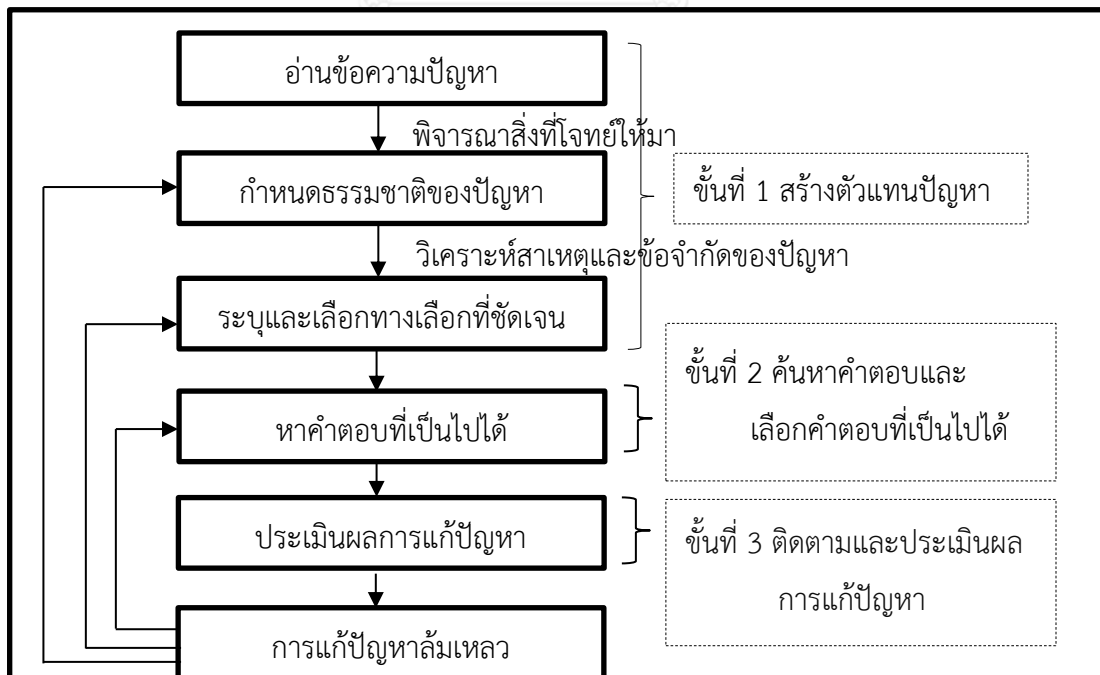 อ่านข้อความปัญหา
พิจารณาสิ่งที่โจทย์ให้มา
กำหนดธรรมชาติของปัญหา
ขั้นที่ 1 สร้างตัวแทนปัญหา
วิเคราะห์สาเหตุและข้อจำกัดของปัญหา
ระบุและเลือกทางเลือกที่ชัดเจน
ขั้นที่ 2 ค้นหาคำตอบและ
เลือกคำตอบที่เป็นไปได้
หาคำตอบที่เป็นไปได้
ประเมินผลการแก้ปัญหา
ขั้นที่ 3 ติดตามและประเมินผล
การแก้ปัญหา
การแก้ปัญหาล้มเหลว